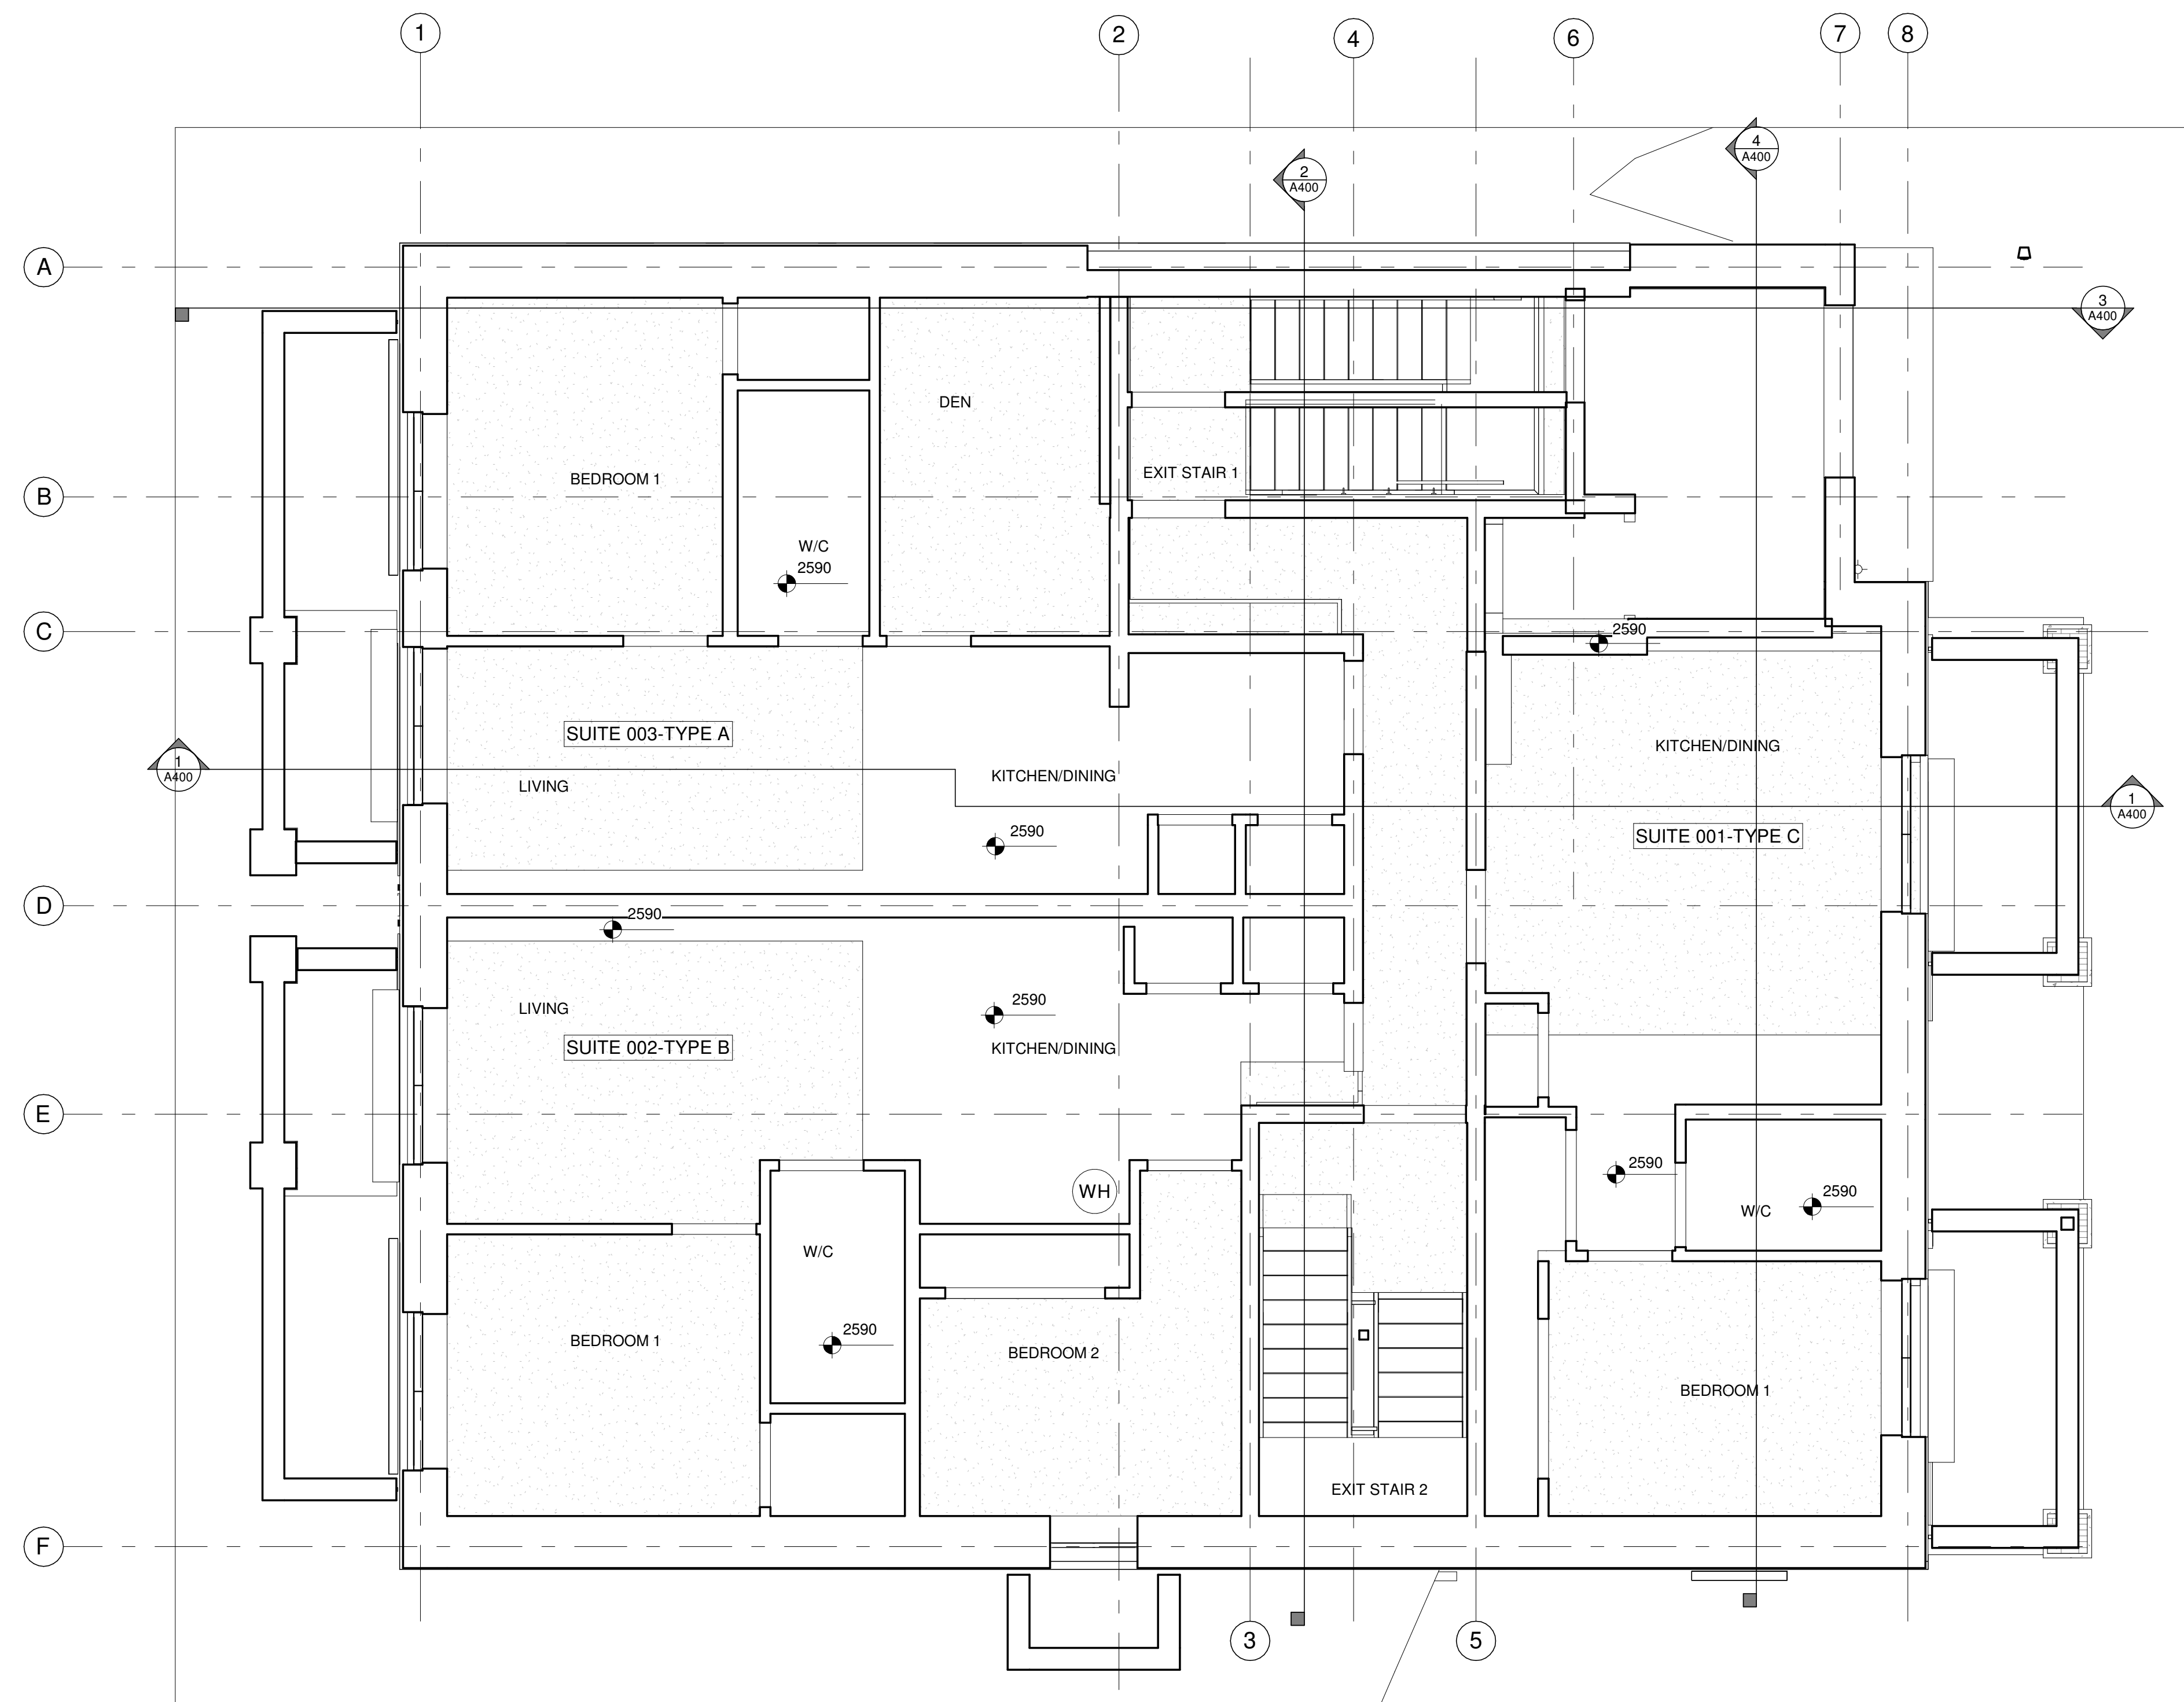 1
2
4
6
7
8
4
A400
2
A400
A
3
A400
DEN
EXIT STAIR 1
BEDROOM 1
B
W/C
2590
C
2590
SUITE 003-TYPE A
KITCHEN/DINING
1
A400
KITCHEN/DINING
LIVING
1
A400
2590
SUITE 001-TYPE C
D
2590
2590
LIVING
SUITE 002-TYPE B
KITCHEN/DINING
E
2590
WH
2590
W/C
W/C
2590
BEDROOM 1
BEDROOM 2
BEDROOM 1
EXIT STAIR 2
F
3
5